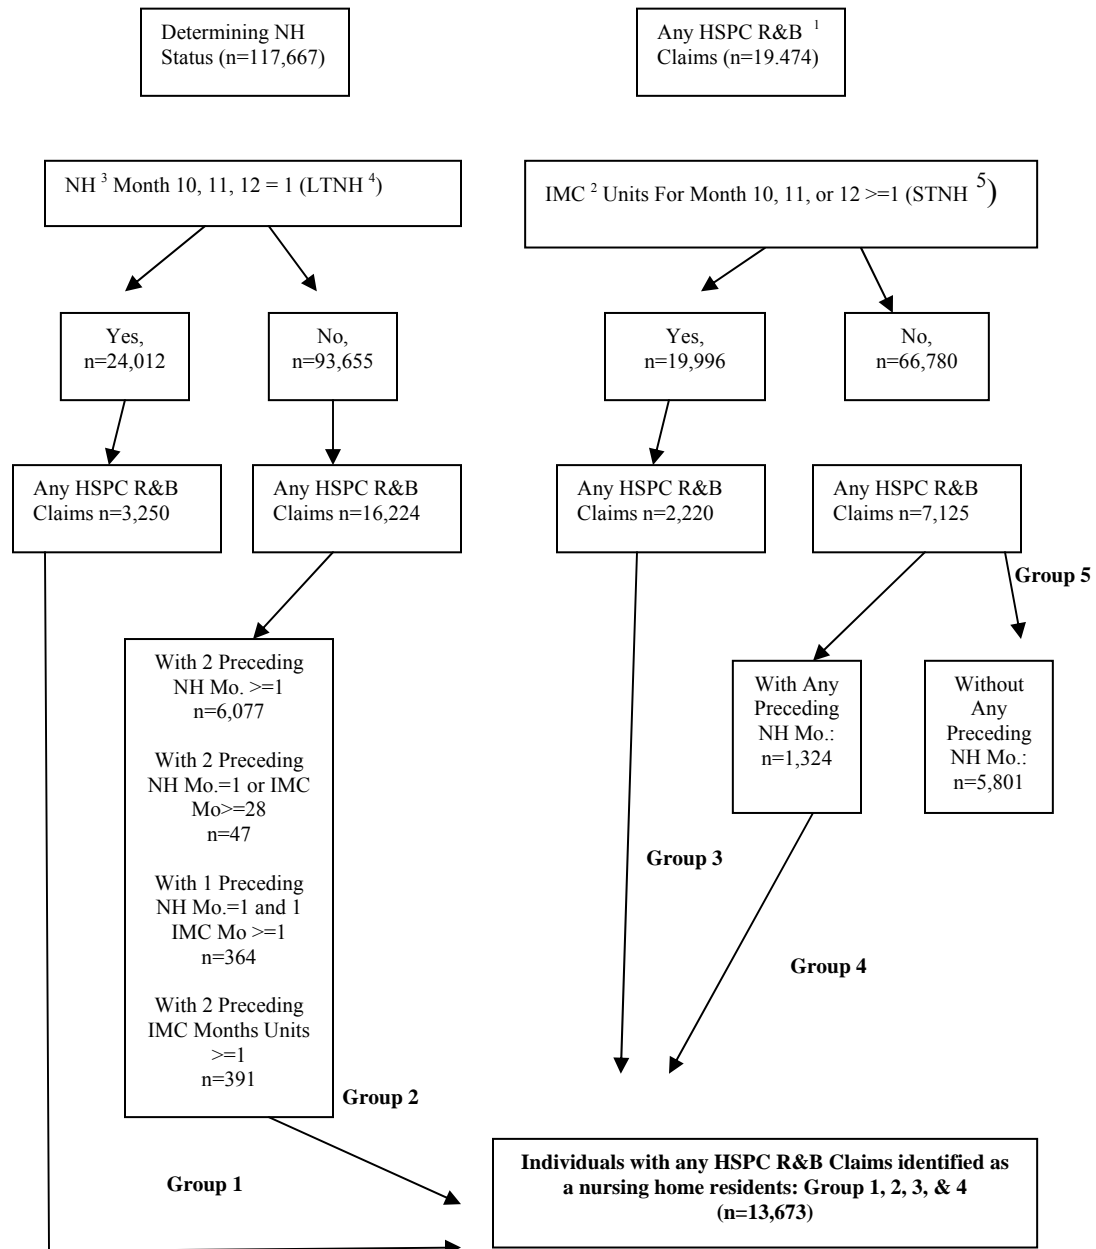 Determining NH
Status (n=117,667)
Any HSPC R&B 1
Claims (n=19.474)
NH 3 Month 10, 11, 12 = 1 (LTNH 4)
IMC 2 Units For Month 10, 11, or 12 >=1 (STNH 5)
Yes,
n=24,012
No,
n=93,655
Yes,
n=19,996
No,
n=66,780
Any HSPC R&B
Claims n=3,250
Any HSPC R&B
Claims n=16,224
Any HSPC R&B
Claims n=2,220
Any HSPC R&B
Claims n=7,125
Group 5
With 2 Preceding
NH Mo. >=1
n=6,077
With 2 Preceding
NH Mo.=1 or IMC
Mo>=28
n=47
With 1 Preceding
NH Mo.=1 and 1
IMC Mo >=1
n=364
With 2 Preceding
IMC Months Units
>=1
n=391
With Any
Preceding
NH Mo.:
n=1,324
Without
Any
Preceding
NH Mo.:
n=5,801
Group 3
Group 4
Group 2
Group 1
Individuals with any HSPC R&B Claims identified as
a nursing home residents: Group 1, 2, 3, & 4
(n=13,673)